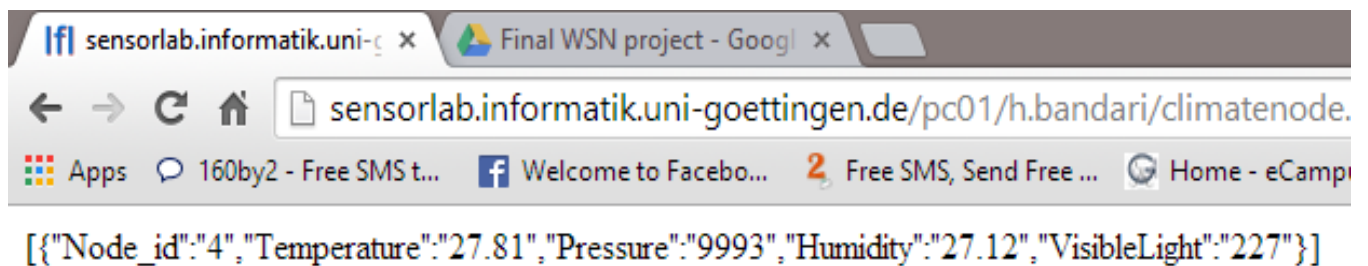 sensorlab.informatik.uni-g Final WSN project - Googl
sensorlab.informatik.uni-goettingen.de/pc01/h.bandari/climatenode.
Apps 160by2 - Free SMS t... Welcome to Facebo... 2 Free SMS, Send Free ... Home - eCampu
[{"Node_id":"4","Temperature":"27.81","Pressure":"9993","Humidity":"27.12","VisibleLight":"227"}]